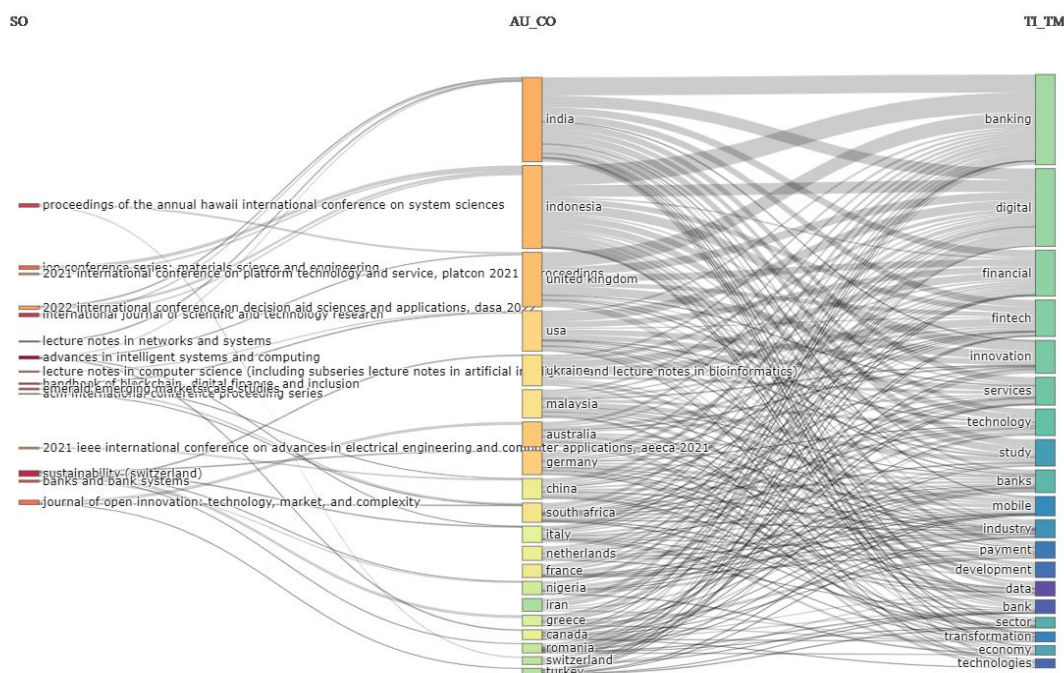 SO
AU_CO
TI_TM
proceedings of the annual hawaii international conference on system sciences
iop conference series: materials science and engineering
2021 international conference on platform technology and service, platcon 2021 proceedings
2022 international conference on decision aid sciences and applications, dasa 20
international journal of scientific and technology research
lecture notes in networks and systems
advances in intelligent systems and computing
lecture notes in computer science (including subseries lecture notes in artificial in and lecture notes in bioinformatics)
handbook of blockchain, digital finance, and inclusion
emerald emerging markets case studies
acm international conference proceeding series
2021 ieee international conference on advances in electrical engineering and computer applications, aeeca 2021
sustainability (switzerland)
banks and bank systems
journal of open innovation: technology, market, and complexity
india
indonesia
united kingdom
usa
ukraine
malaysia
australia
germany
china
south africa
italy
netherlands
france
nigeria
iran
greece
canada
romania
switzerland
turkey
banking
digital
financial
fintech
innovation
services
technology
study
banks
mobile
industry
payment
development
data
bank
sector
transformation
economy
technologies